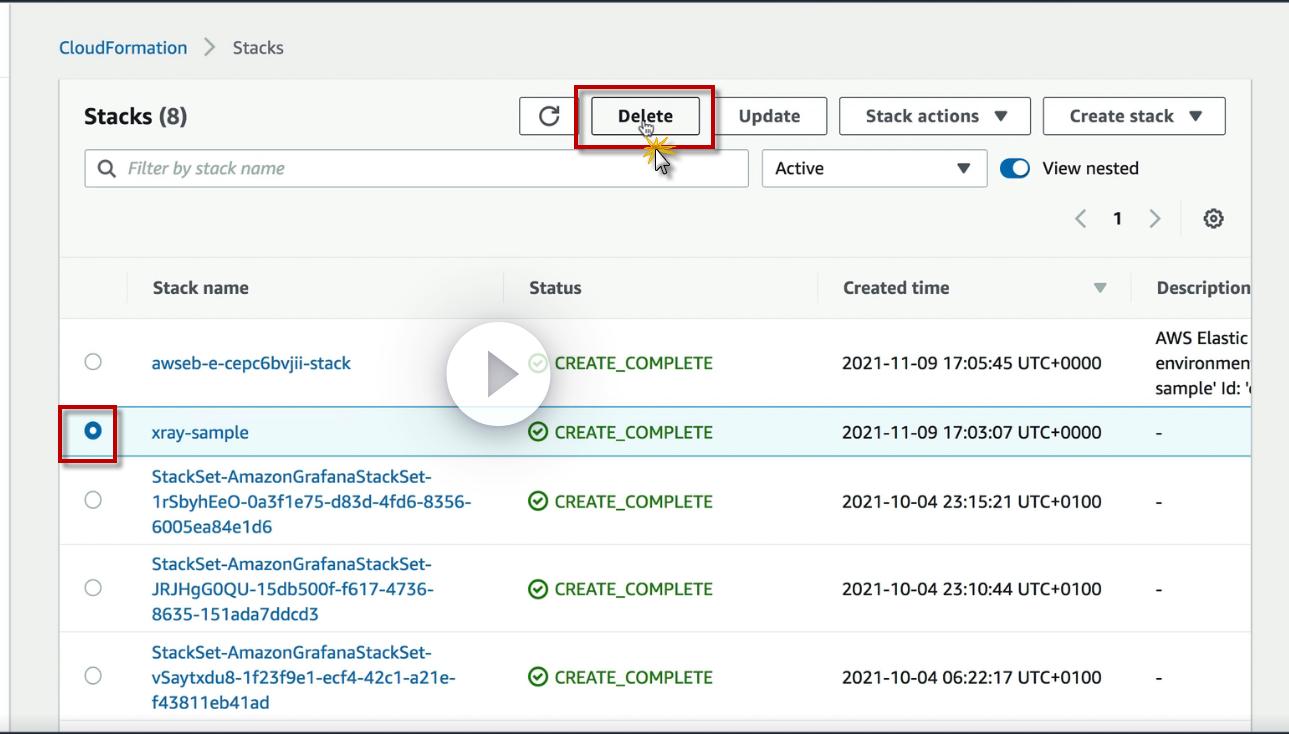 CloudFormation > Stacks
Stacks (8)
Delete
Update
Stack actions
Create stack
Filter by stack name
Active
View nested
1
Stack name
Status
Created time
Description
awseb-e-cepc6bvjii-stack
CREATE_COMPLETE
2021-11-09 17:05:45 UTC+0000
AWS Elastic
environmen
sample' Id: '
xray-sample
CREATE_COMPLETE
2021-11-09 17:03:07 UTC+0000
-
StackSet-AmazonGrafanaStackSet-
1rSbyhEeO-0a3f1e75-d83d-4fd6-8356-
6005ea84e1d6
CREATE_COMPLETE
2021-10-04 23:15:21 UTC+0100
-
StackSet-AmazonGrafanaStackSet-
JRJHgG0QU-15db500f-f617-4736-
8635-151ada7ddcd3
CREATE_COMPLETE
2021-10-04 23:10:44 UTC+0100
-
StackSet-AmazonGrafanaStackSet-
vSaytxdu8-1f23f9e1-ecf4-42c1-a21e-
f43811eb41ad
CREATE_COMPLETE
2021-10-04 06:22:17 UTC+0100
-